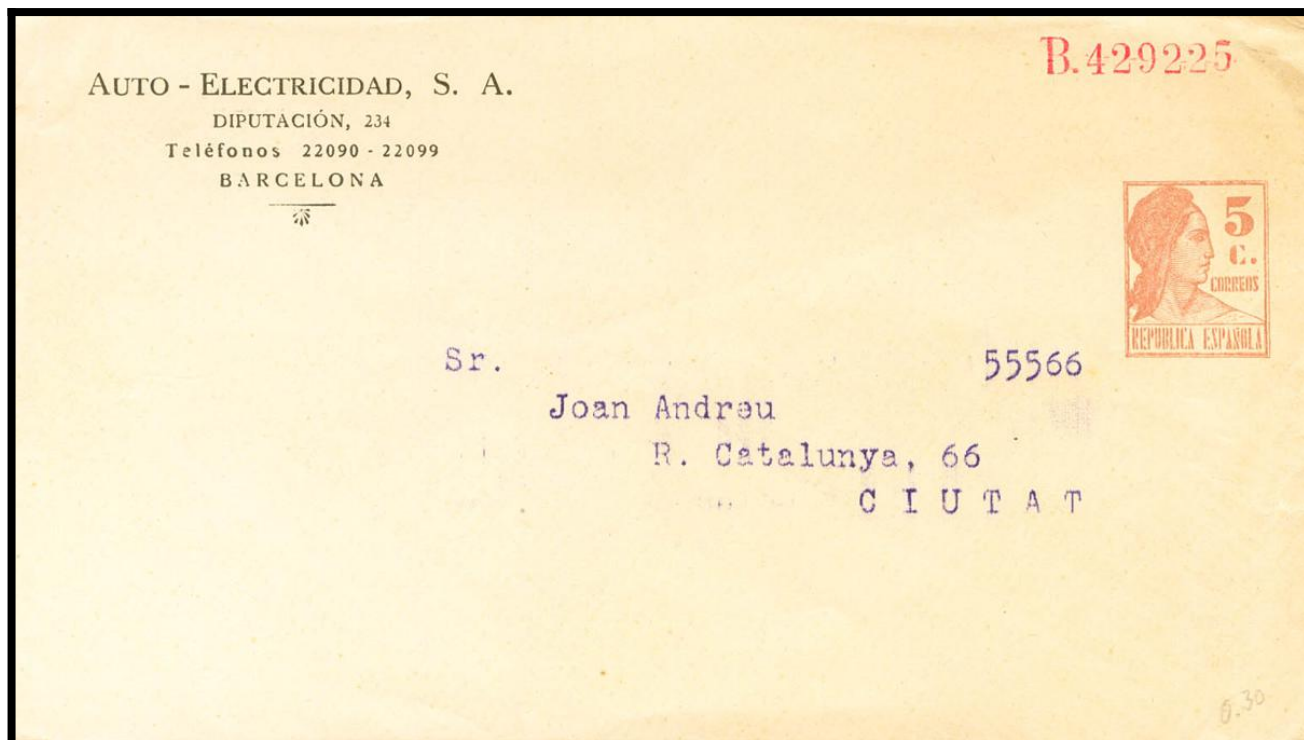 B.429225
AUTO - ELECTRICIDAD, S. A.
DIPUTACIÓN, 234
Teléfonos 22090 - 22099
BARCELONA
5
C.
CORREOS
REPUBLICA ESPAÑOLA
Sr. 55566
Joan Andreu
R. Catalunya, 66
C I U T A T
0.30